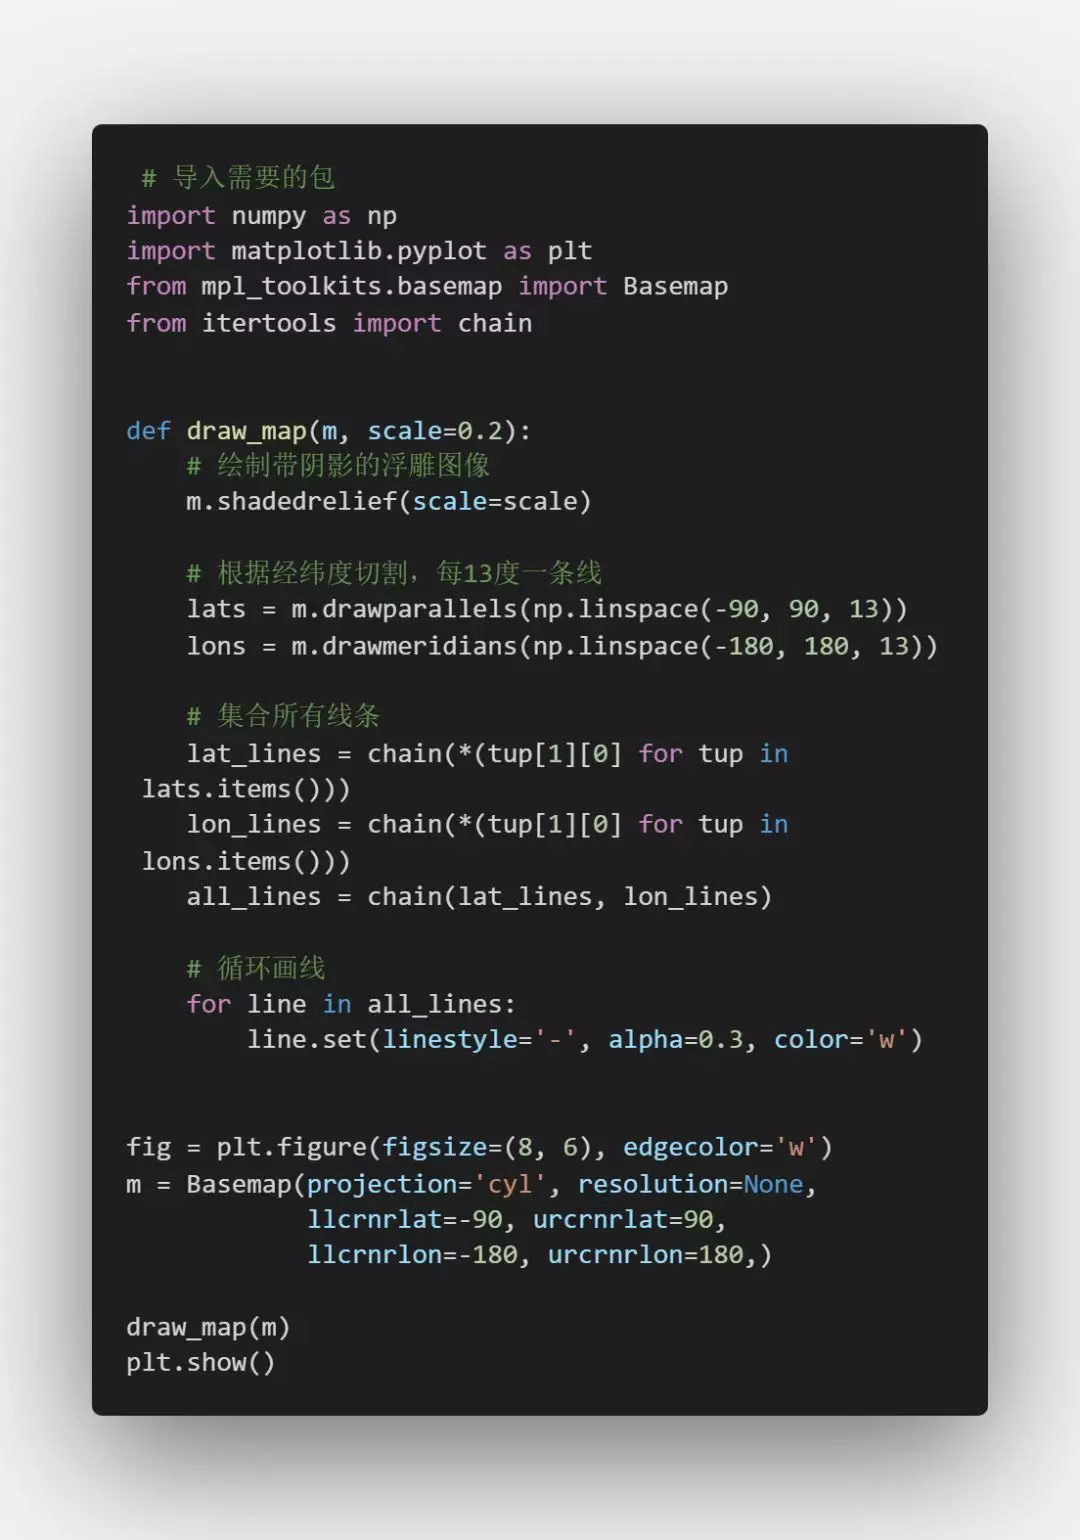 # 导入需要的包
import numpy as np
import matplotlib.pyplot as plt
from mpl_toolkits.basemap import Basemap
from itertools import chain
def draw_map(m, scale=0.2):
# 绘制带阴影的浮雕图像
m.shadedrelief(scale=scale)
# 根据经纬度切割，每13度一条线
lats = m.drawparallels(np.linspace(-90, 90, 13))
lons = m.drawmeridians(np.linspace(-180, 180, 13))
# 集合所有线条
lat_lines = chain(*(tup[1][0] for tup in
lats.items()))
lon_lines = chain(*(tup[1][0] for tup in
lons.items()))
all_lines = chain(lat_lines, lon_lines)
# 循环画线
for line in all_lines:
line.set(linestyle='-', alpha=0.3, color='w')
fig = plt.figure(figsize=(8, 6), edgecolor='w')
m = Basemap(projection='cyl', resolution=None,
llcrnrlat=-90, urcrnrlat=90,
llcrnrlon=-180, urcrnrlon=180,)
draw_map(m)
plt.show()